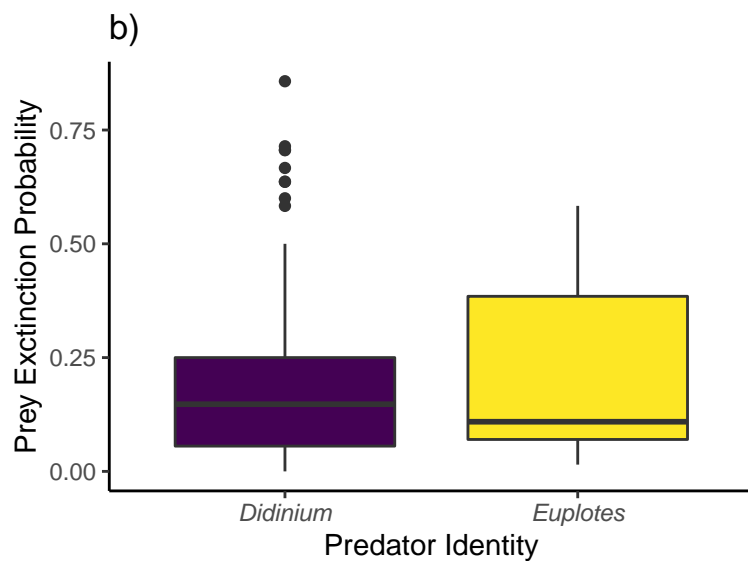 b)
Prey Exctinction Probability
0.75
0.50
0.25
0.00
Didinium
Euplotes
Predator Identity